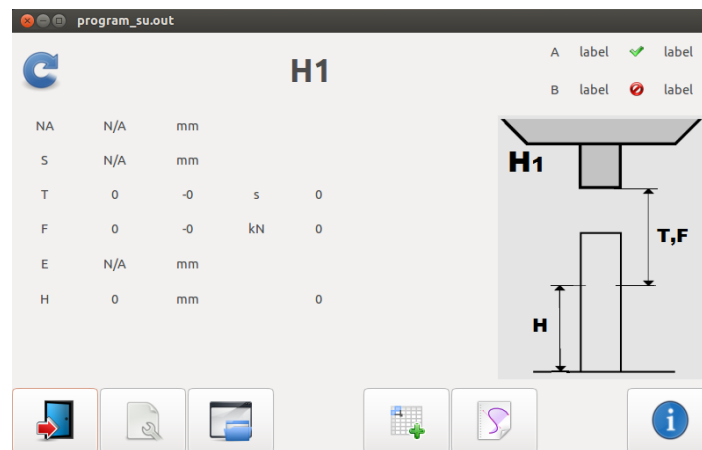 program_su.out
H1
A label label
B label label
NA N/A mm
S N/A mm
T 0 -0 s 0
F 0 -0 kN 0
E N/A mm
H 0 mm 0
H1
T,F
H